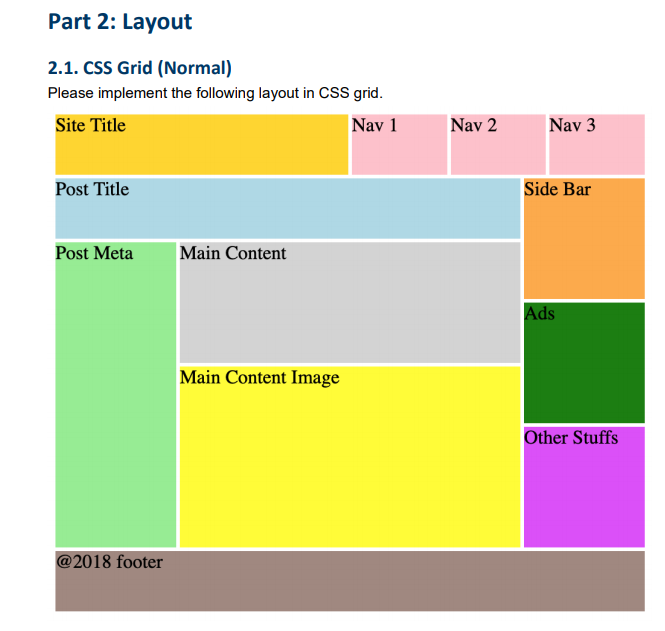 Part 2: Layout
2.1. CSS Grid (Normal)
Please implement the following layout in CSS grid.
Site Title
Nav 1
Nav 2
Nav 3
Post Title
Side Bar
Post Meta
Main Content
Ads
Main Content Image
Other Stuffs
@2018 footer